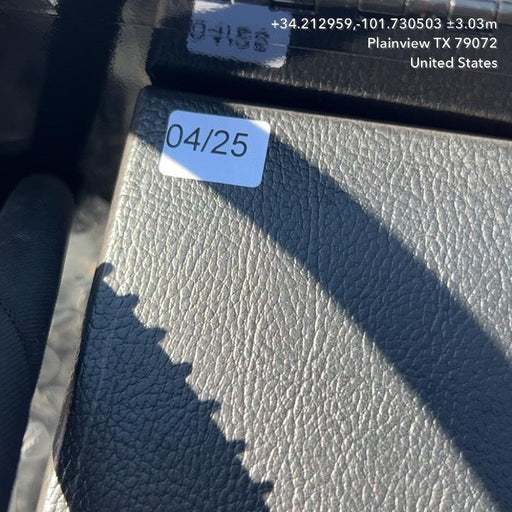 +34.212959,-101.730503 ±3.03m
Plainview TX 79072
United States
04/25